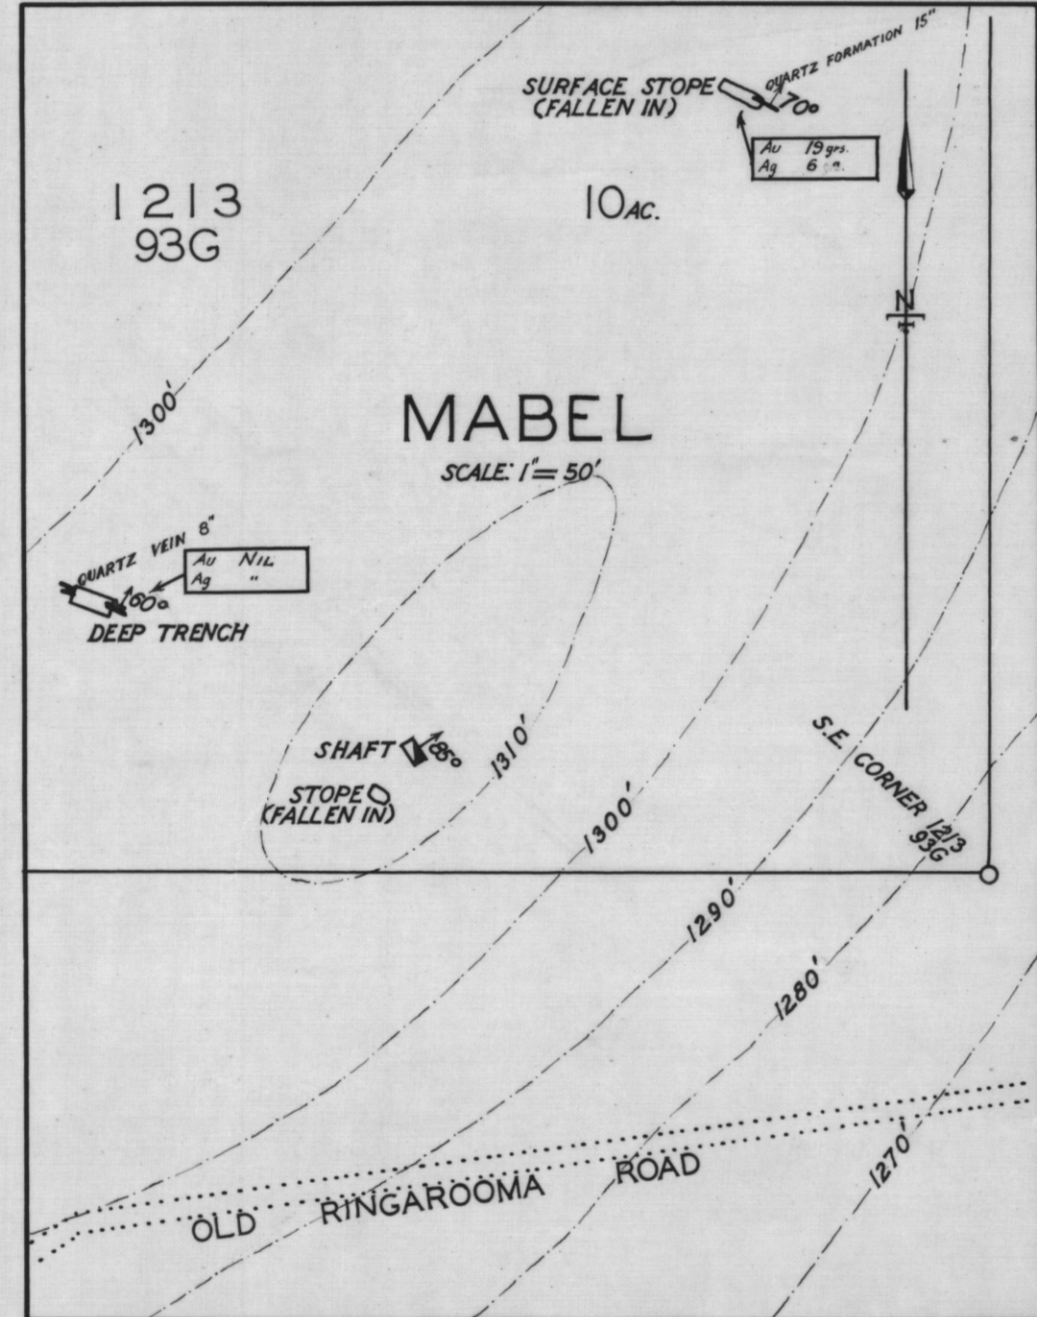 QUARTZ FORMATION 15"
SURFACE STOPE
(FALLEN IN)
70°
Au 19 grs.
Ag 6
1213
93G
10 AC.
N
1300'
MABEL
SCALE: 1" = 50'
QUARTZ VEIN 8"
Au NIL
Ag "
60°
DEEP TRENCH
SHAFT
85°
1310'
STOPE
(FALLEN IN)
S.E. CORNER 1213
93G
1300'
1290'
1280'
1270'
OLD RINGAROOMA ROAD